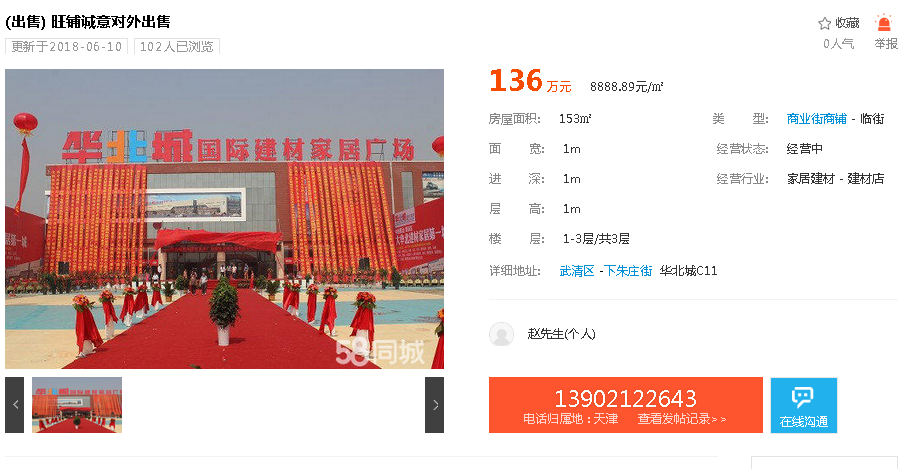 (出售) 旺铺诚意对外出售
收藏
更新于2018-06-10 102人已浏览
0人气 举报
136 万元 8888.89元/㎡
房屋面积: 153㎡ 类 型: 商业街商铺 - 临街
面 宽: 1m 经营状态: 经营中
进 深: 1m 经营行业: 家居建材 - 建材店
层 高: 1m
楼 层: 1-3层/共3层
详细地址: 武清区 -下朱庄街 华北城C11
赵先生(个人)
13902122643
电话归属地：天津 查看发帖记录>>
在线沟通
华北城国际建材家居广场
58同城